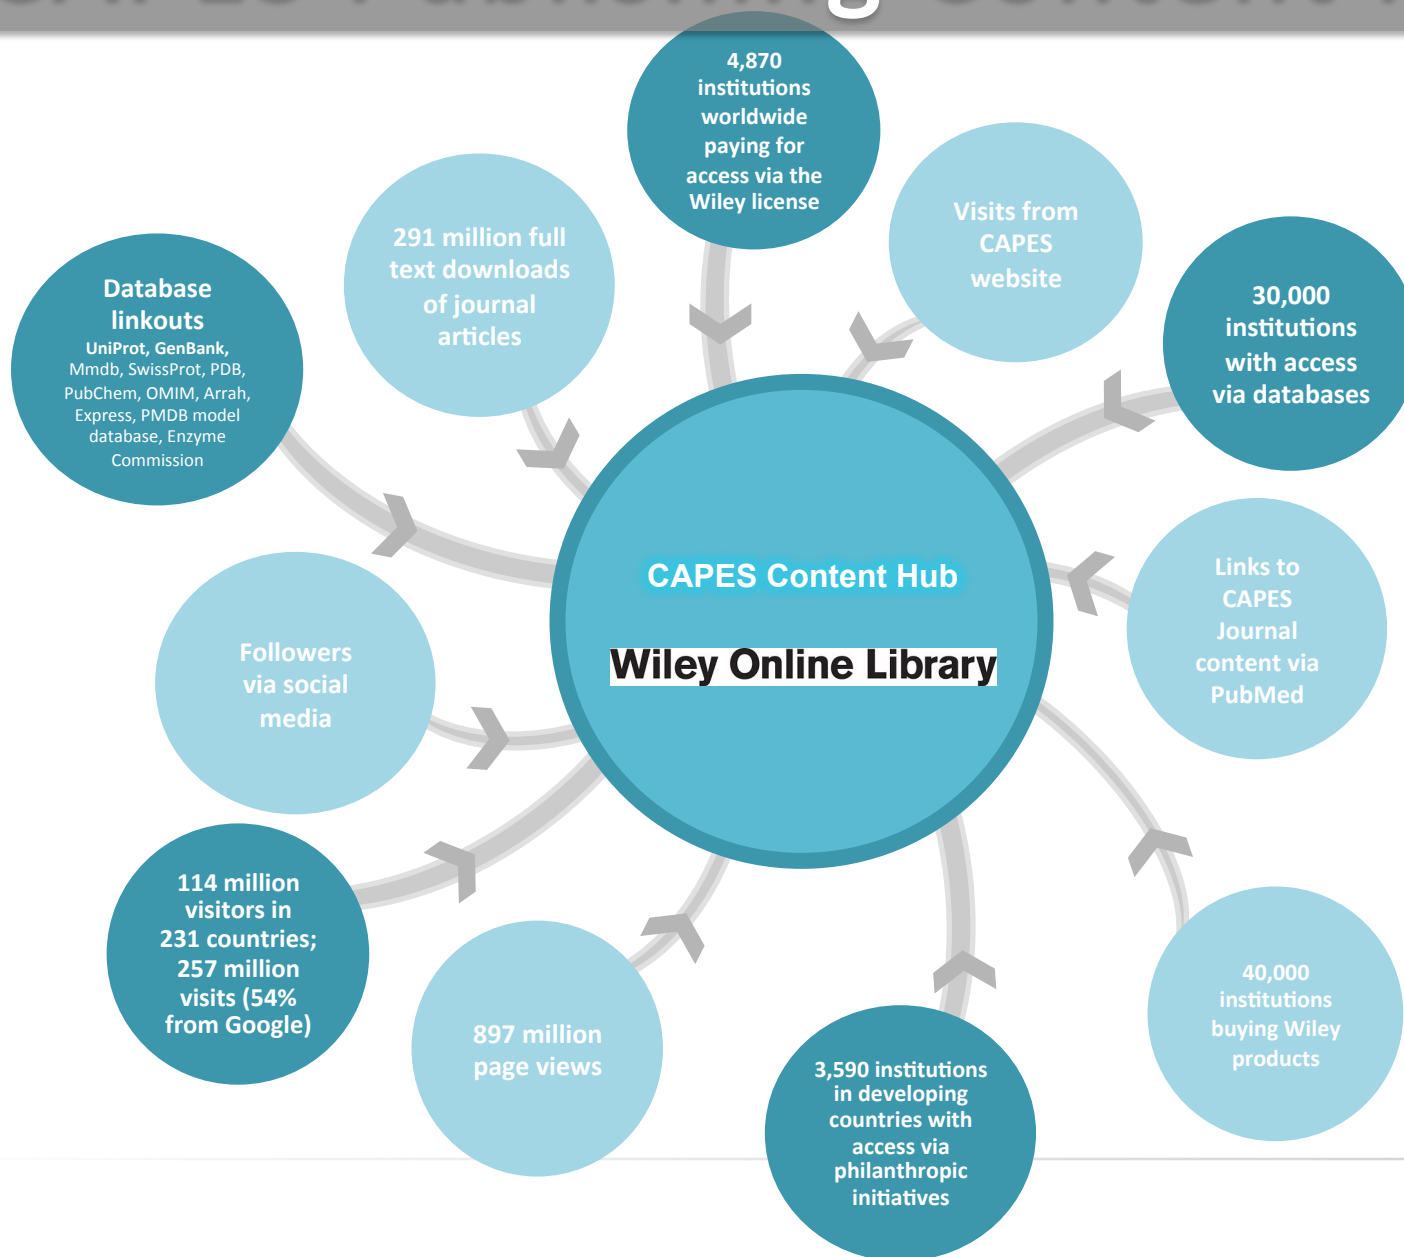 4,870
institutions
worldwide
paying for
access via the
Wiley license
Visits from
CAPES
website
30,000
institutions
with access
via databases
Links to
CAPES
Journal
content via
PubMed
40,000
institutions
buying Wiley
products
3,590 institutions
in developing
countries with
access via
philanthropic
initiatives
897 million
page views
114 million
visitors in
231 countries;
257 million
visits (54%
from Google)
Followers
via social
media
Database
linkouts
UniProt, GenBank,
Mmdb, SwissProt, PDB,
PubChem, OMIM, Arrah,
Express, PMDB model
database, Enzyme
Commission
291 million full
text downloads
of journal
articles
CAPES Content Hub
Wiley Online Library